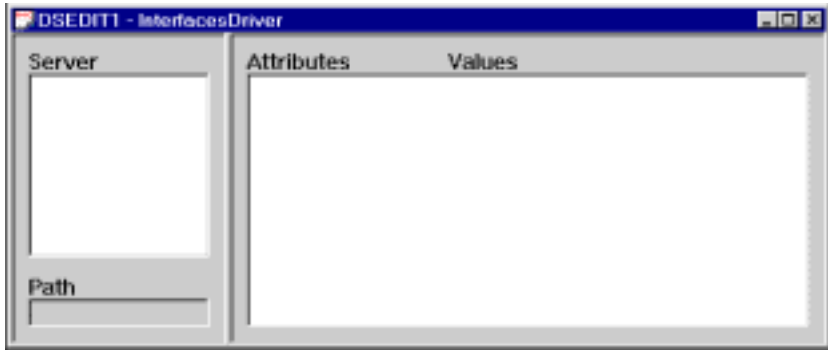 DSEDIT1 - InterfacesDriver
Server
Attributes Values
Path